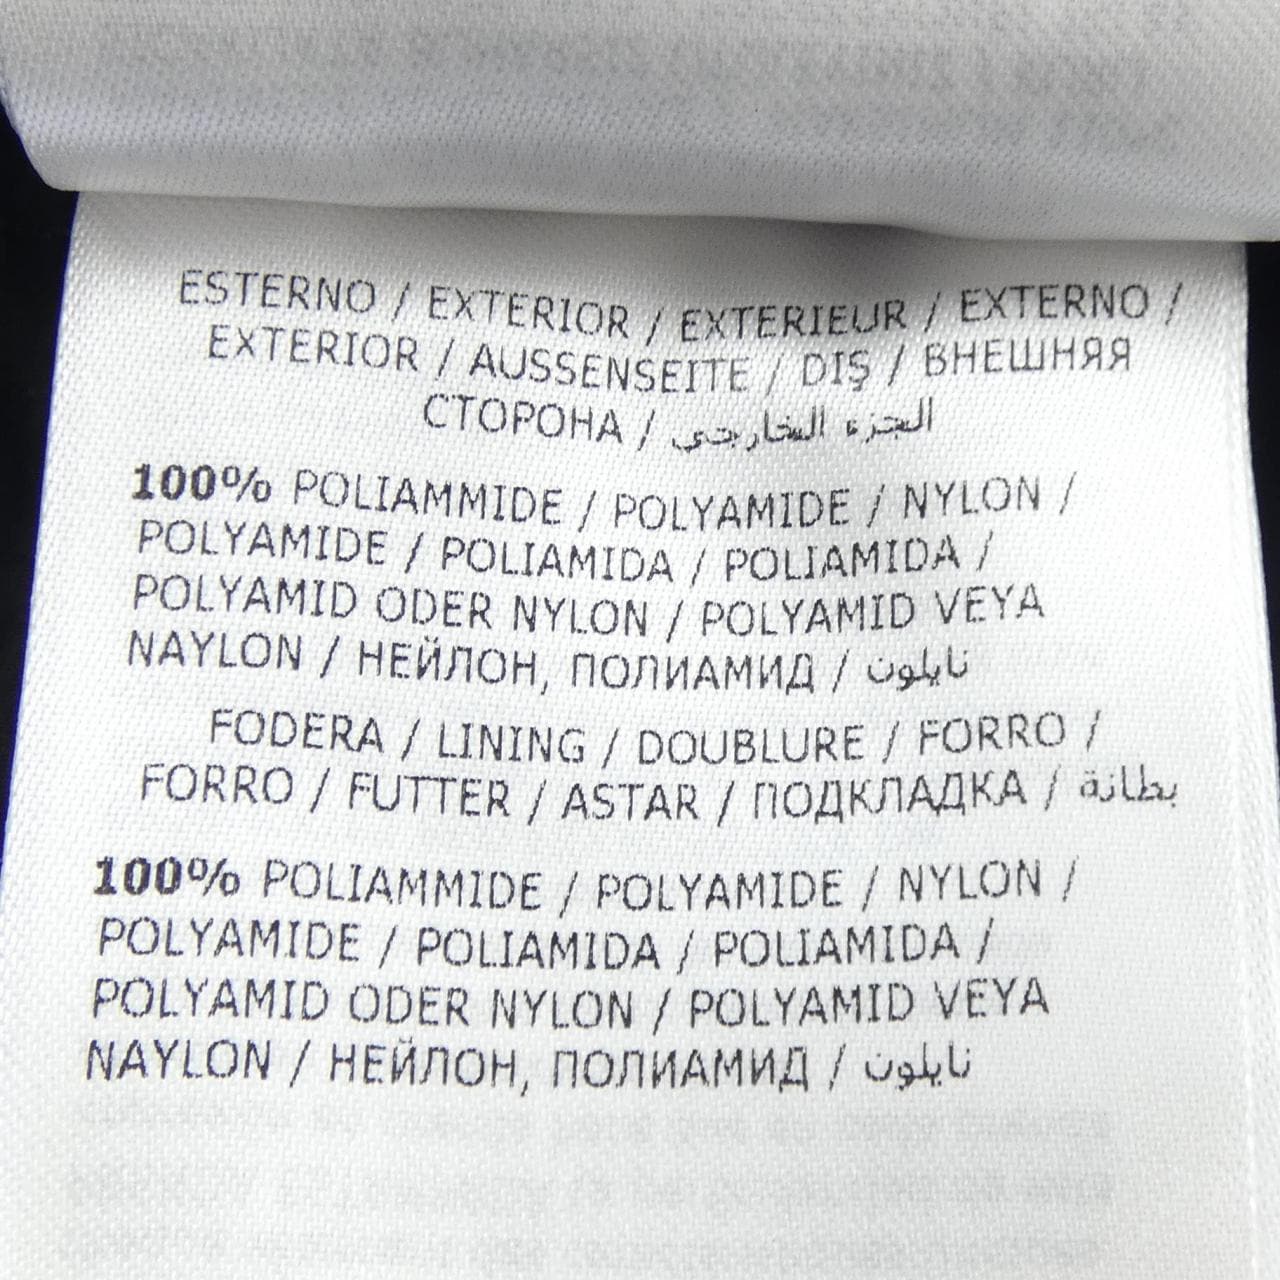 ESTERNO / EXTERIOR / EXTERIEUR / EXTERNO /
EXTERIOR / AUSSENSEITE / DIŞ / ВНЕШНЯЯ
СТОРОНА / الجزء الخارجي
100% POLIAMMIDE / POLYAMIDE / NYLON /
POLYAMIDE / POLIAMIDA / POLIAMIDA /
POLYAMID ODER NYLON / POLYAMID VEYA
NAYLON / НЕЙЛОН, ПОЛИАМИД / نايلون
FODERA / LINING / DOUBLURE / FORRO /
FORRO / FUTTER / ASTAR / ПОДКЛАДКА / بطانة
100% POLIAMMIDE / POLYAMIDE / NYLON /
POLYAMIDE / POLIAMIDA / POLIAMIDA /
POLYAMID ODER NYLON / POLYAMID VEYA
NAYLON / НЕЙЛОН, ПОЛИАМИД / نايلون